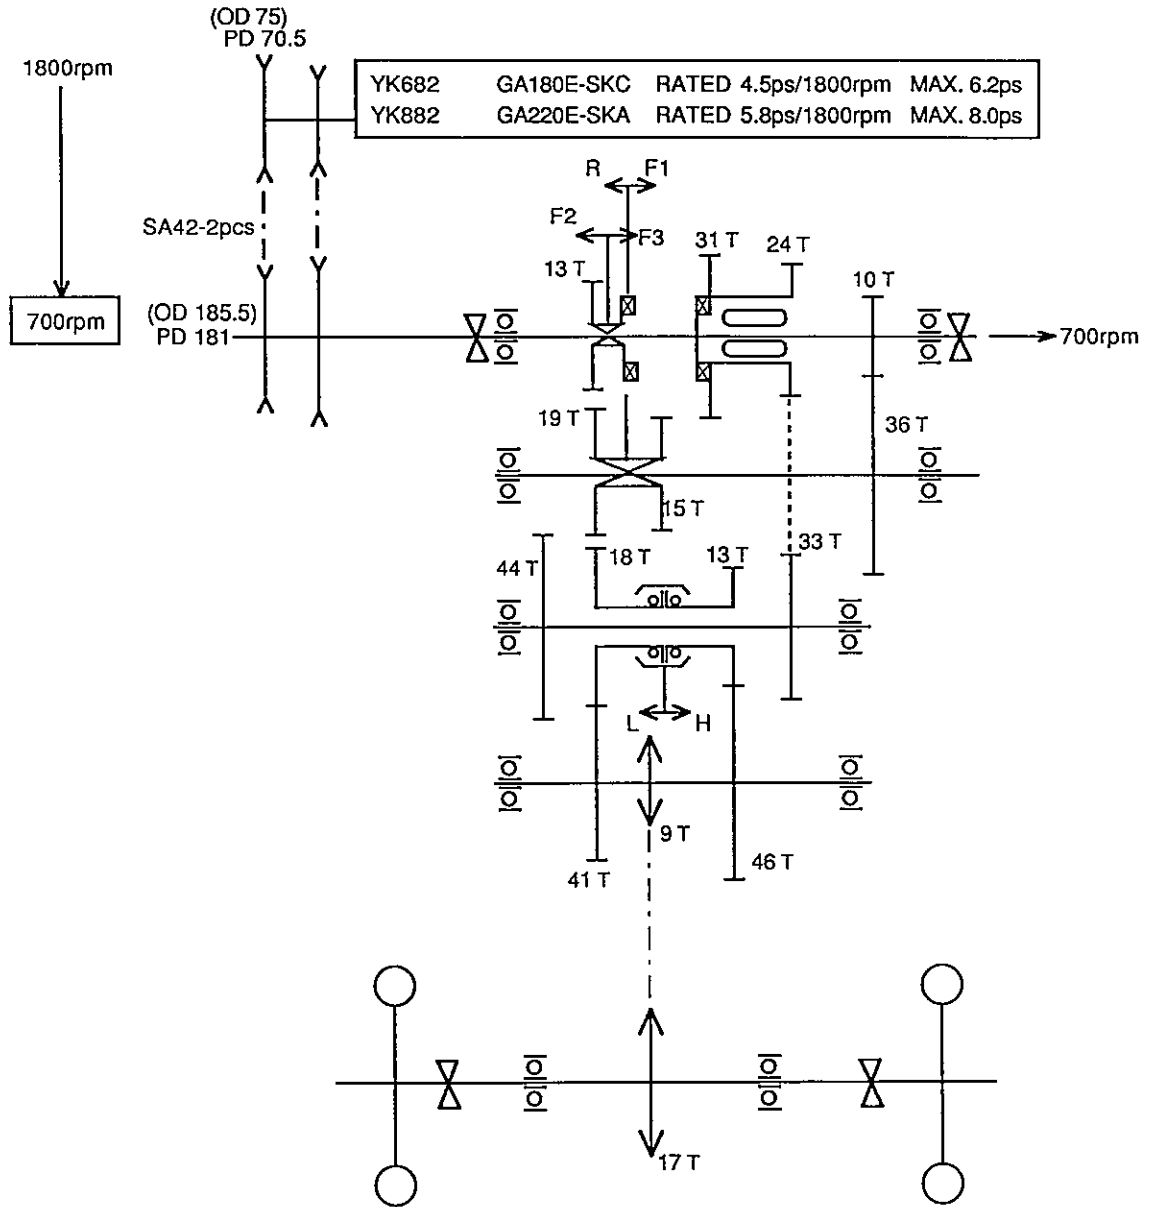 (OD 75)
PD 70.5
1800rpm
YK682 GA180E-SKC RATED 4.5ps/1800rpm MAX. 6.2ps
YK882 GA220E-SKA RATED 5.8ps/1800rpm MAX. 8.0ps
R F1
F2 F3
SA42-2pcs
31 T 24 T
13 T 10 T
(OD 185.5)
700rpm
PD 181
700rpm
19 T 36 T
15 T
33 T
44 T 18 T 13 T
L H
9 T
41 T 46 T
17 T